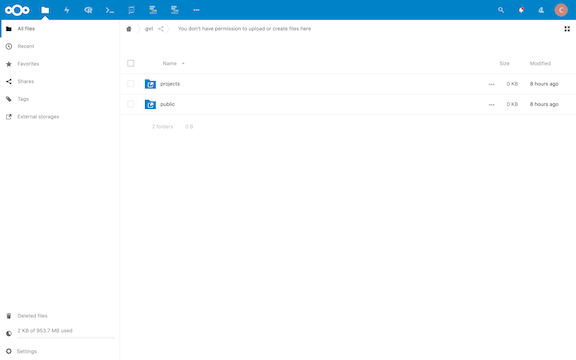 C
All files
gwl
You don't have permission to upload or create files here
Recent
Favorites
Shares
Tags
External storages
Name
Size
Modified
projects
0 KB
8 hours ago
public
0 KB
8 hours ago
2 folders
0 B
Deleted files
2 KB of 953.7 MB used
Settings